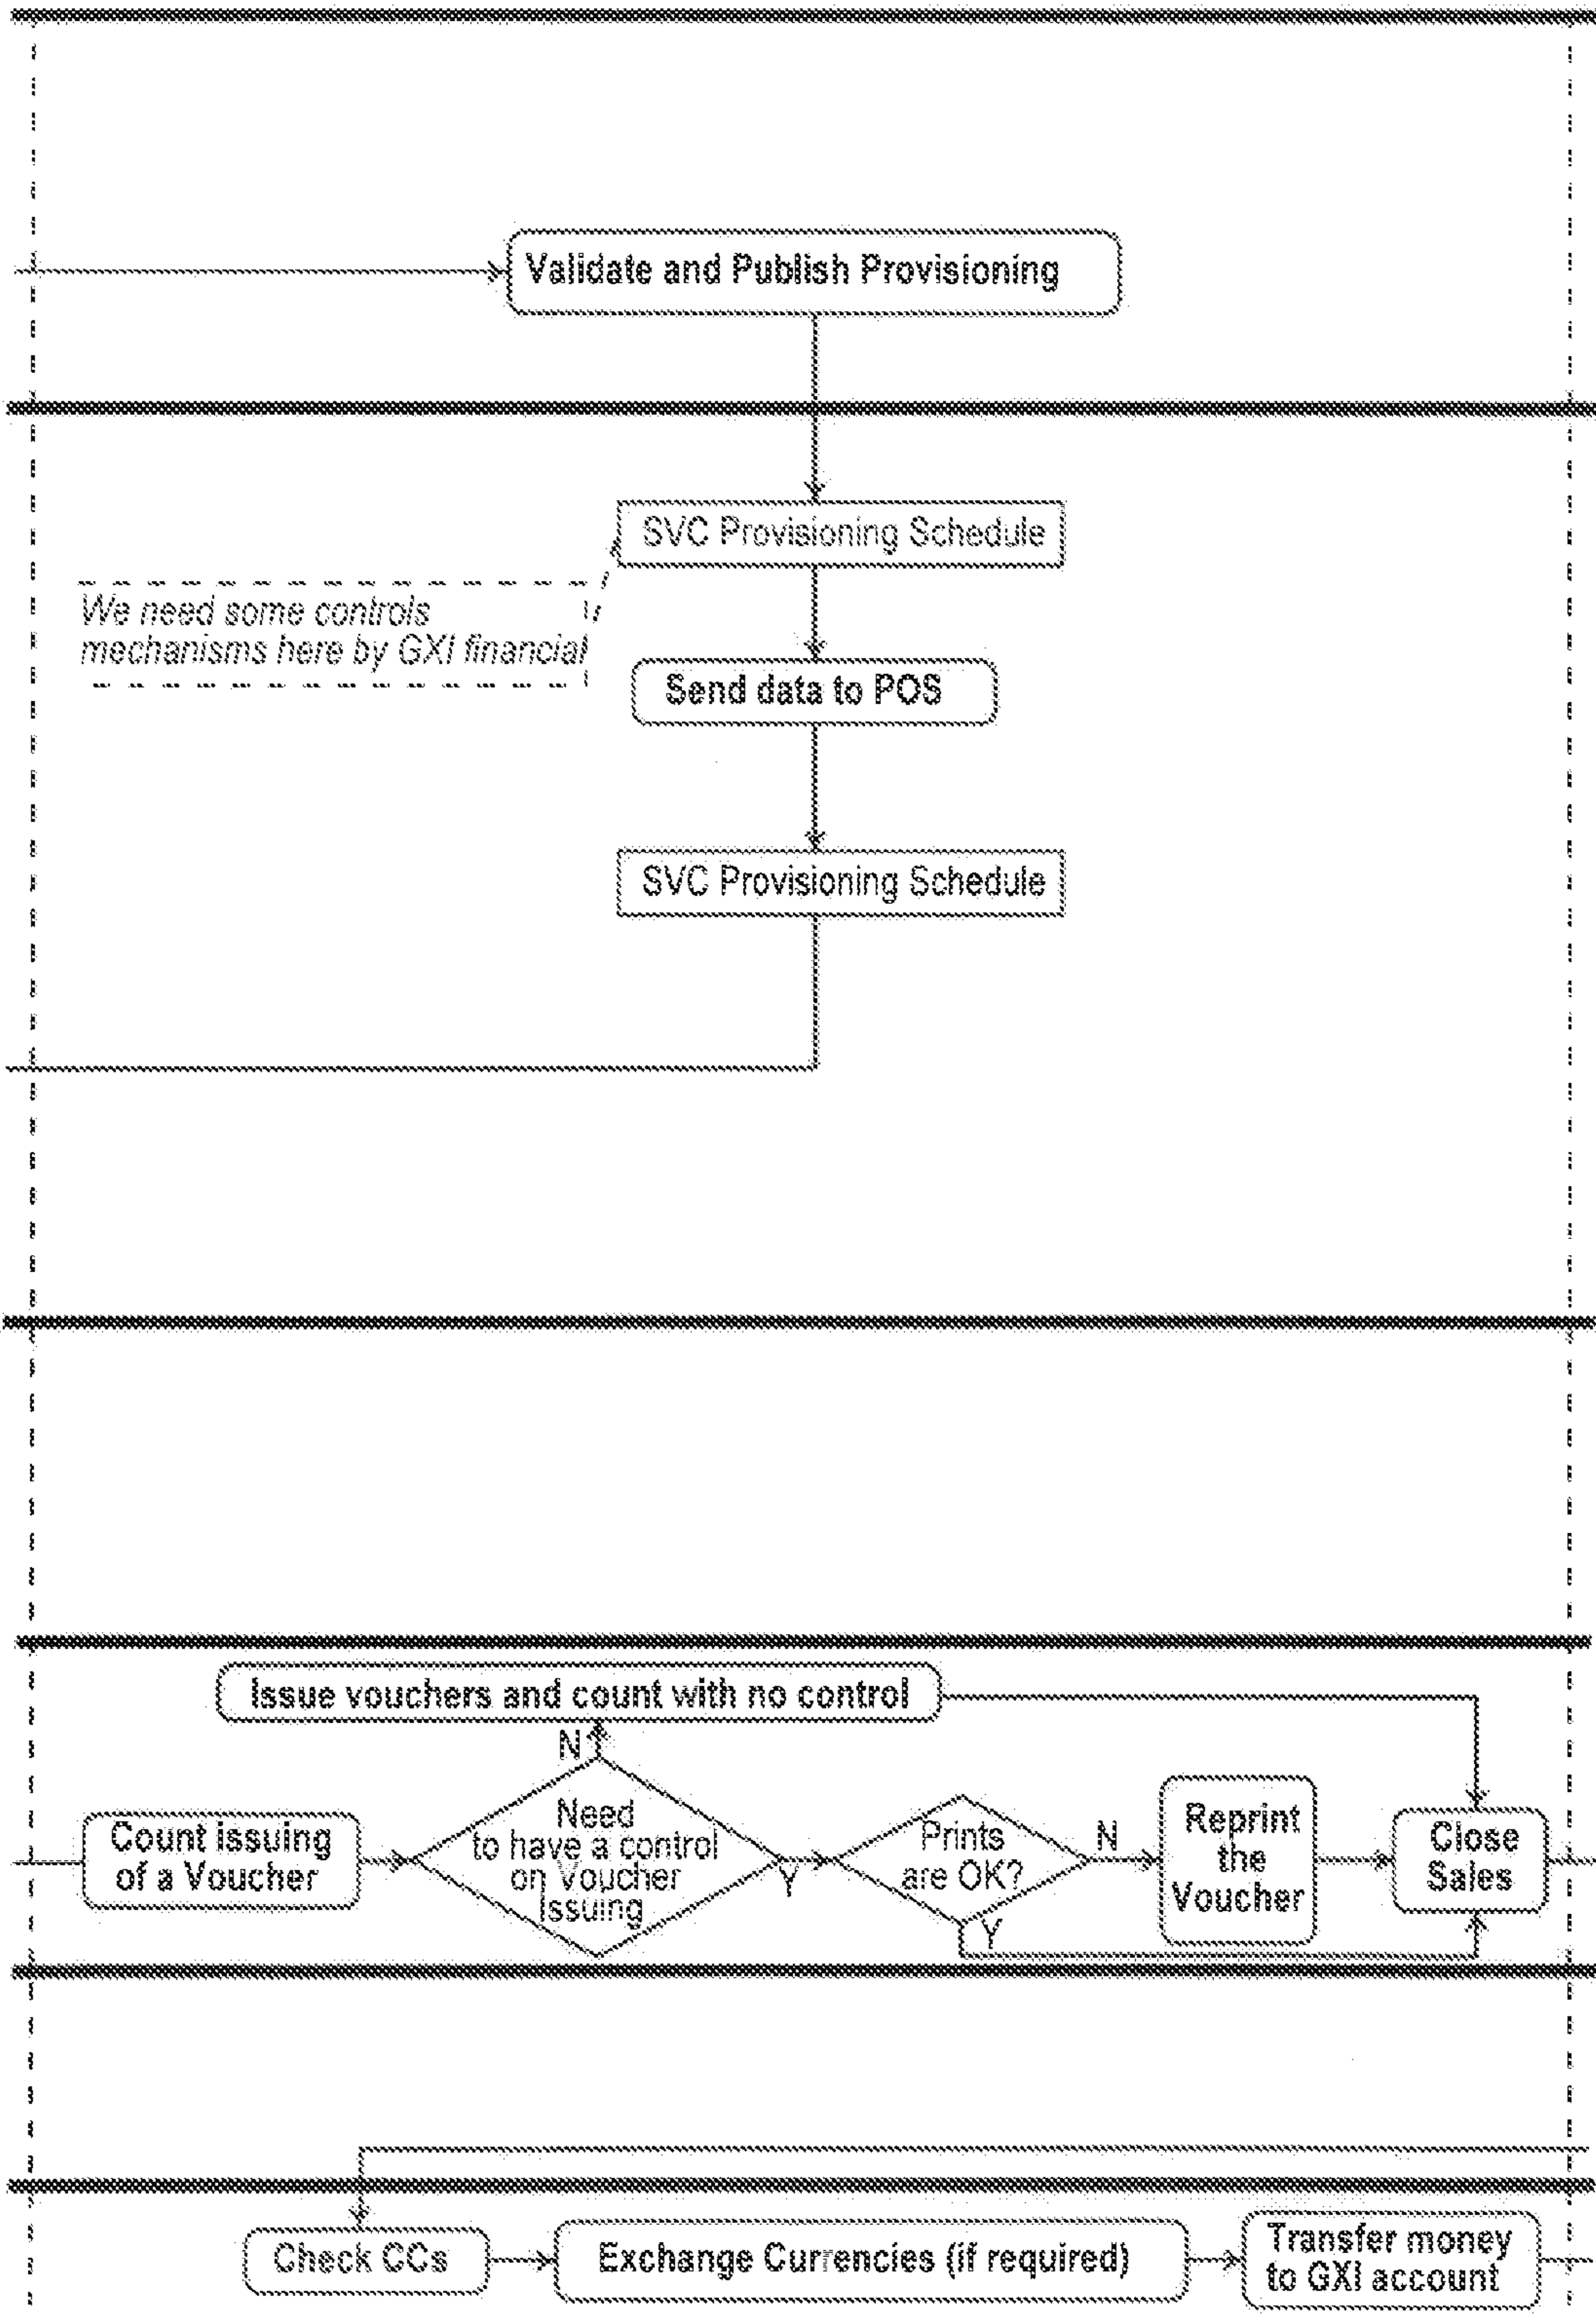 Validate and Publish Provisioning
SVC Provisioning Schedule
We need some controls
mechanisms here by GXI financial
Send data to POS
SVC Provisioning Schedule
Issue vouchers and count with no control
N
Need
to have a control
on Voucher
Issuing
Count issuing
of a Voucher
Y
Prints
are OK?
N
Y
Reprint
the
Voucher
Close
Sales
Check CCs
Exchange Currencies (if required)
Transfer money
to GXI account